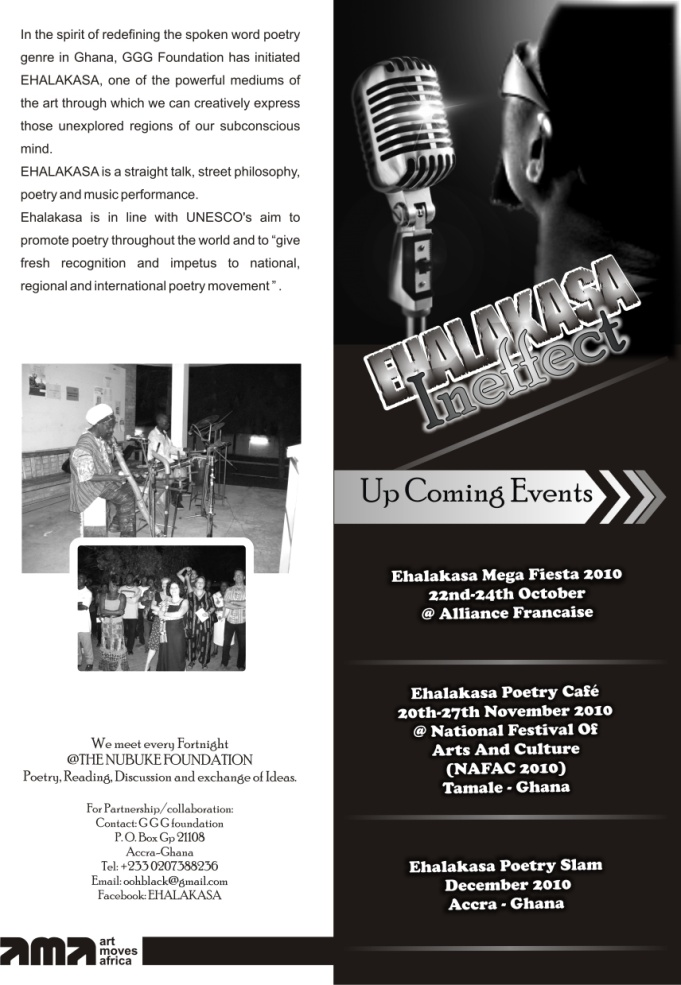 In the spirit of redefining the spoken word poetry
genre in Ghana, GGG Foundation has initiated
EHALAKASA, one of the powerful mediums of
the art through which we can creatively express
those unexplored regions of our subconscious
mind.
EHALAKASA is a straight talk, street philosophy,
poetry and music performance.
Ehalakasa is in line with UNESCO's aim to
promote poetry throughout the world and to “give
fresh recognition and impetus to national,
regional and international poetry movement ” .
We meet every Fortnight
@THE NUBUKE FOUNDATION
Poetry, Reading, Discussion and exchange of Ideas.
For Partnership/collaboration:
Contact: G G G foundation
P. O. Box Gp 21108
Accra-Ghana
Tel: +233 0207388236
Email: oohblack@gmail.com
Facebook: EHALAKASA
ama
art
moves
africa
EHALAKASA
Ineffect
Up Coming Events
Ehalakasa Mega Fiesta 2010
22nd-24th October
@ Alliance Francaise
Ehalakasa Poetry Café
20th-27th November 2010
@ National Festival Of
Arts And Culture
(NAFAC 2010)
Tamale - Ghana
Ehalakasa Poetry Slam
December 2010
Accra - Ghana